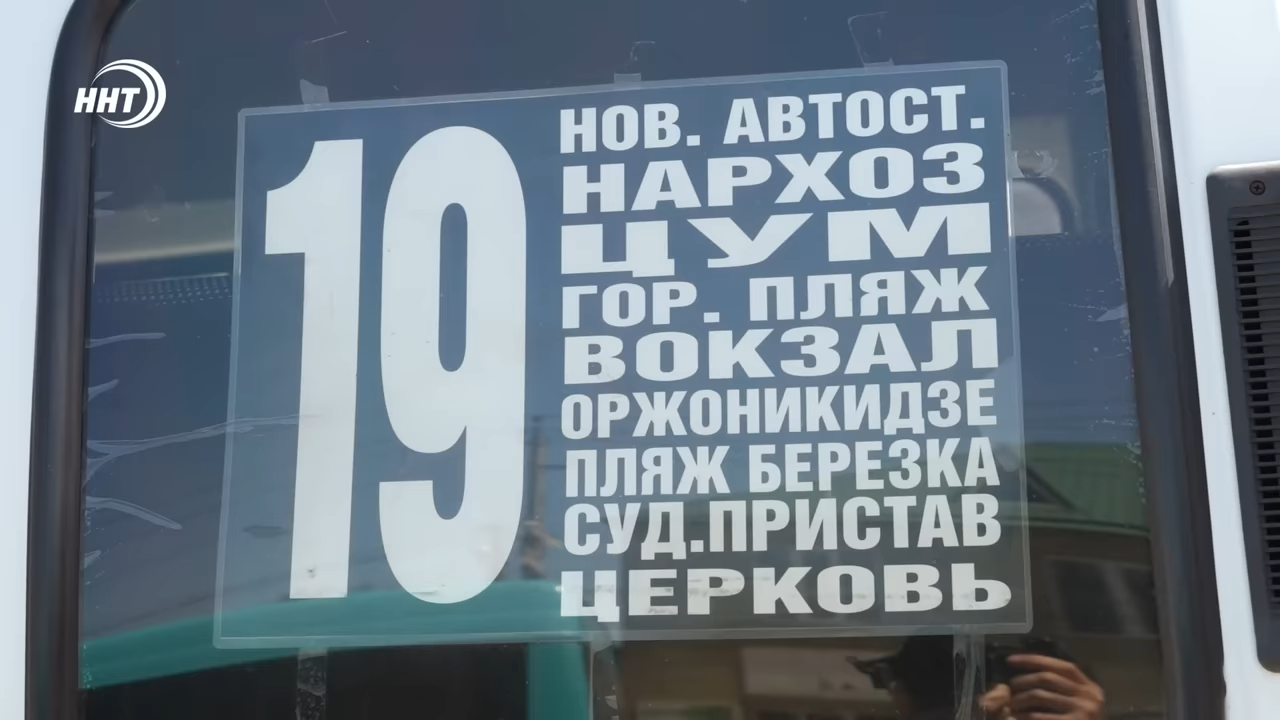 ННТ
19
НОВ. АВТОСТ.
НАРХОЗ
ЦУМ
ГОР. ПЛЯЖ
ВОКЗАЛ
ОРЖОНИКИДЗЕ
ПЛЯЖ БЕРЕЗКА
СУД.ПРИСТАВ
ЦЕРКОВЬ